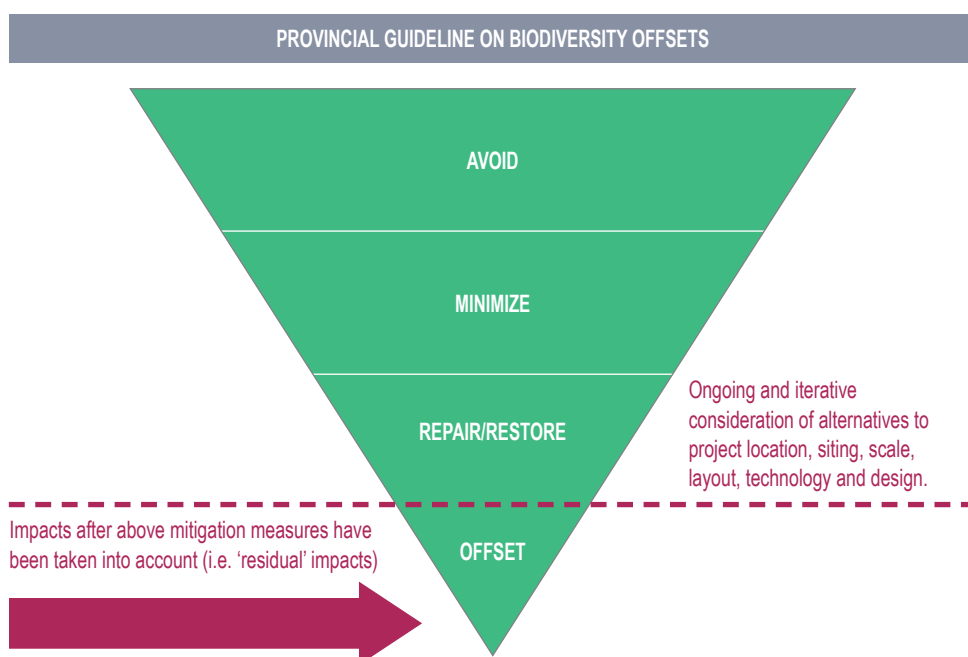 PROVINCIAL GUIDELINE ON BIODIVERSITY OFFSETS
AVOID
MINIMIZE
REPAIR/RESTORE
Ongoing and iterative
consideration of alternatives to
project location, siting, scale,
layout, technology and design.
Impacts after above mitigation measures have
been taken into account (i.e. ‘residual’ impacts)
OFFSET